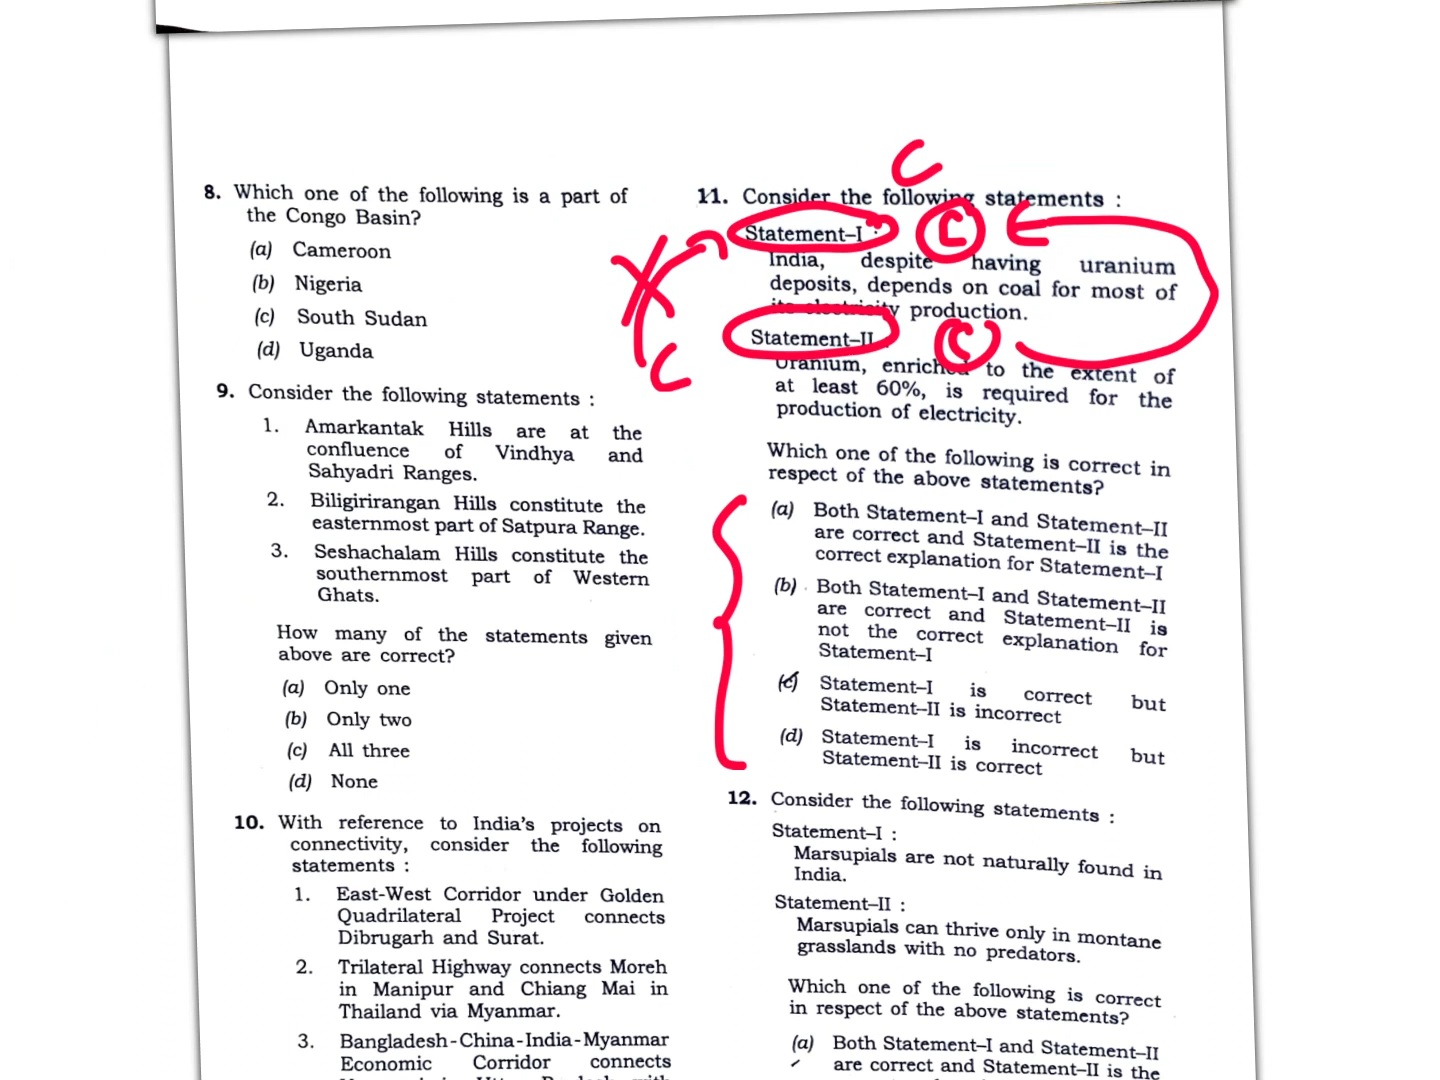 8. Which one of the following is a part of
the Congo Basin?
(a) Cameroon
(b) Nigeria
(c) South Sudan
(d) Uganda
9. Consider the following statements :
1. Amarkantak Hills are at the
confluence of Vindhya and
Sahyadri Ranges.
2. Biligirirangan Hills constitute the
easternmost part of Satpura Range.
3. Seshachalam Hills constitute the
southernmost part of Western
Ghats.
How many of the statements given
above are correct?
(a) Only one
(b) Only two
(c) All three
(d) None
10. With reference to India's projects on
connectivity, consider the following
statements :
1. East-West Corridor under Golden
Quadrilateral Project connects
Dibrugarh and Surat.
2. Trilateral Highway connects Moreh
in Manipur and Chiang Mai in
Thailand via Myanmar.
3. Bangladesh-China-India-Myanmar
Economic Corridor connects
C
11. Consider the following statements :
Statement–I : C
India, despite having uranium
deposits, depends on coal for most of
its electricity production.
Statement–II C
Uranium, enriched to the extent of
at least 60%, is required for the
production of electricity.
C
Which one of the following is correct in
respect of the above statements?
(a) Both Statement–I and Statement–II
are correct and Statement–II is the
correct explanation for Statement–I
(b) Both Statement–I and Statement–II
are correct and Statement–II is
not the correct explanation for
Statement–I
(c) Statement–I is correct but
Statement–II is incorrect
(d) Statement–I is incorrect but
Statement–II is correct
12. Consider the following statements :
Statement–I :
Marsupials are not naturally found in
India.
Statement–II :
Marsupials can thrive only in montane
grasslands with no predators.
Which one of the following is correct
in respect of the above statements?
(a) Both Statement–I and Statement–II
are correct and Statement–II is the